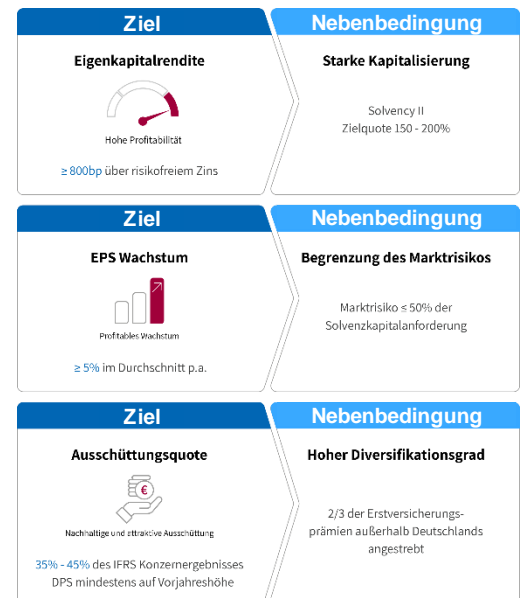 Ziel
Nebenbedingung
Eigenkapitalrendite
Hohe Profitabilität
≥ 800bp über risikofreiem Zins
Starke Kapitalisierung
Solvency II
Zielquote 150 - 200%
Ziel
Nebenbedingung
EPS Wachstum
Profitables Wachstum
≥ 5% im Durchschnitt p.a.
Begrenzung des Marktrisikos
Marktrisiko ≤ 50% der
Solvenzkapitalanforderung
Ziel
Nebenbedingung
Ausschüttungsquote
€
Nachhaltige und attraktive Ausschüttung
35% - 45% des IFRS Konzernergebnisses
DPS mindestens auf Vorjahreshöhe
Hoher Diversifikationsgrad
2/3 der Erstversicherungs-
prämien außerhalb Deutschlands
angestrebt